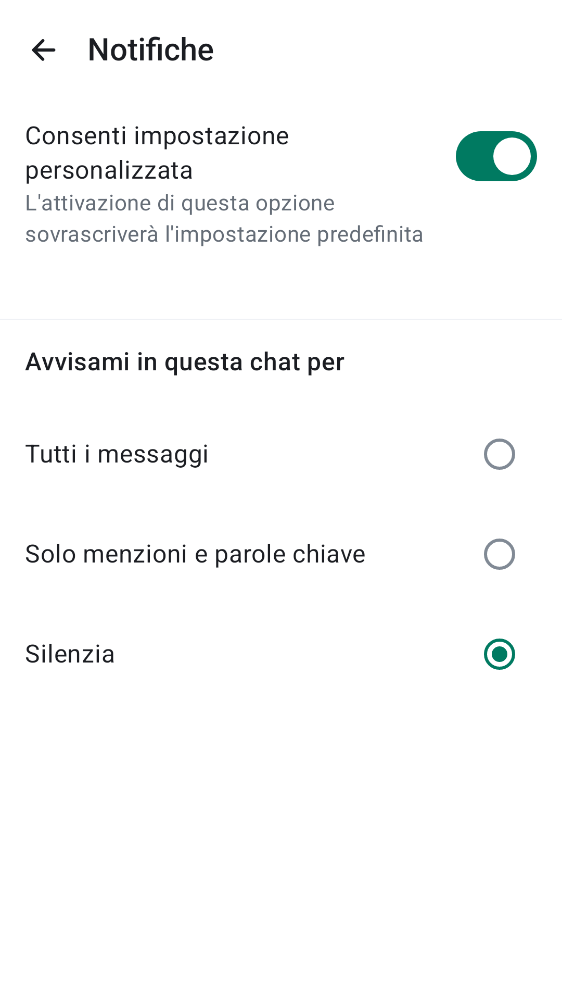 Notifiche
Consenti impostazione
personalizzata
L'attivazione di questa opzione
sovrascriverà l'impostazione predefinita
Avvisami in questa chat per
Tutti i messaggi
Solo menzioni e parole chiave
Silenzia